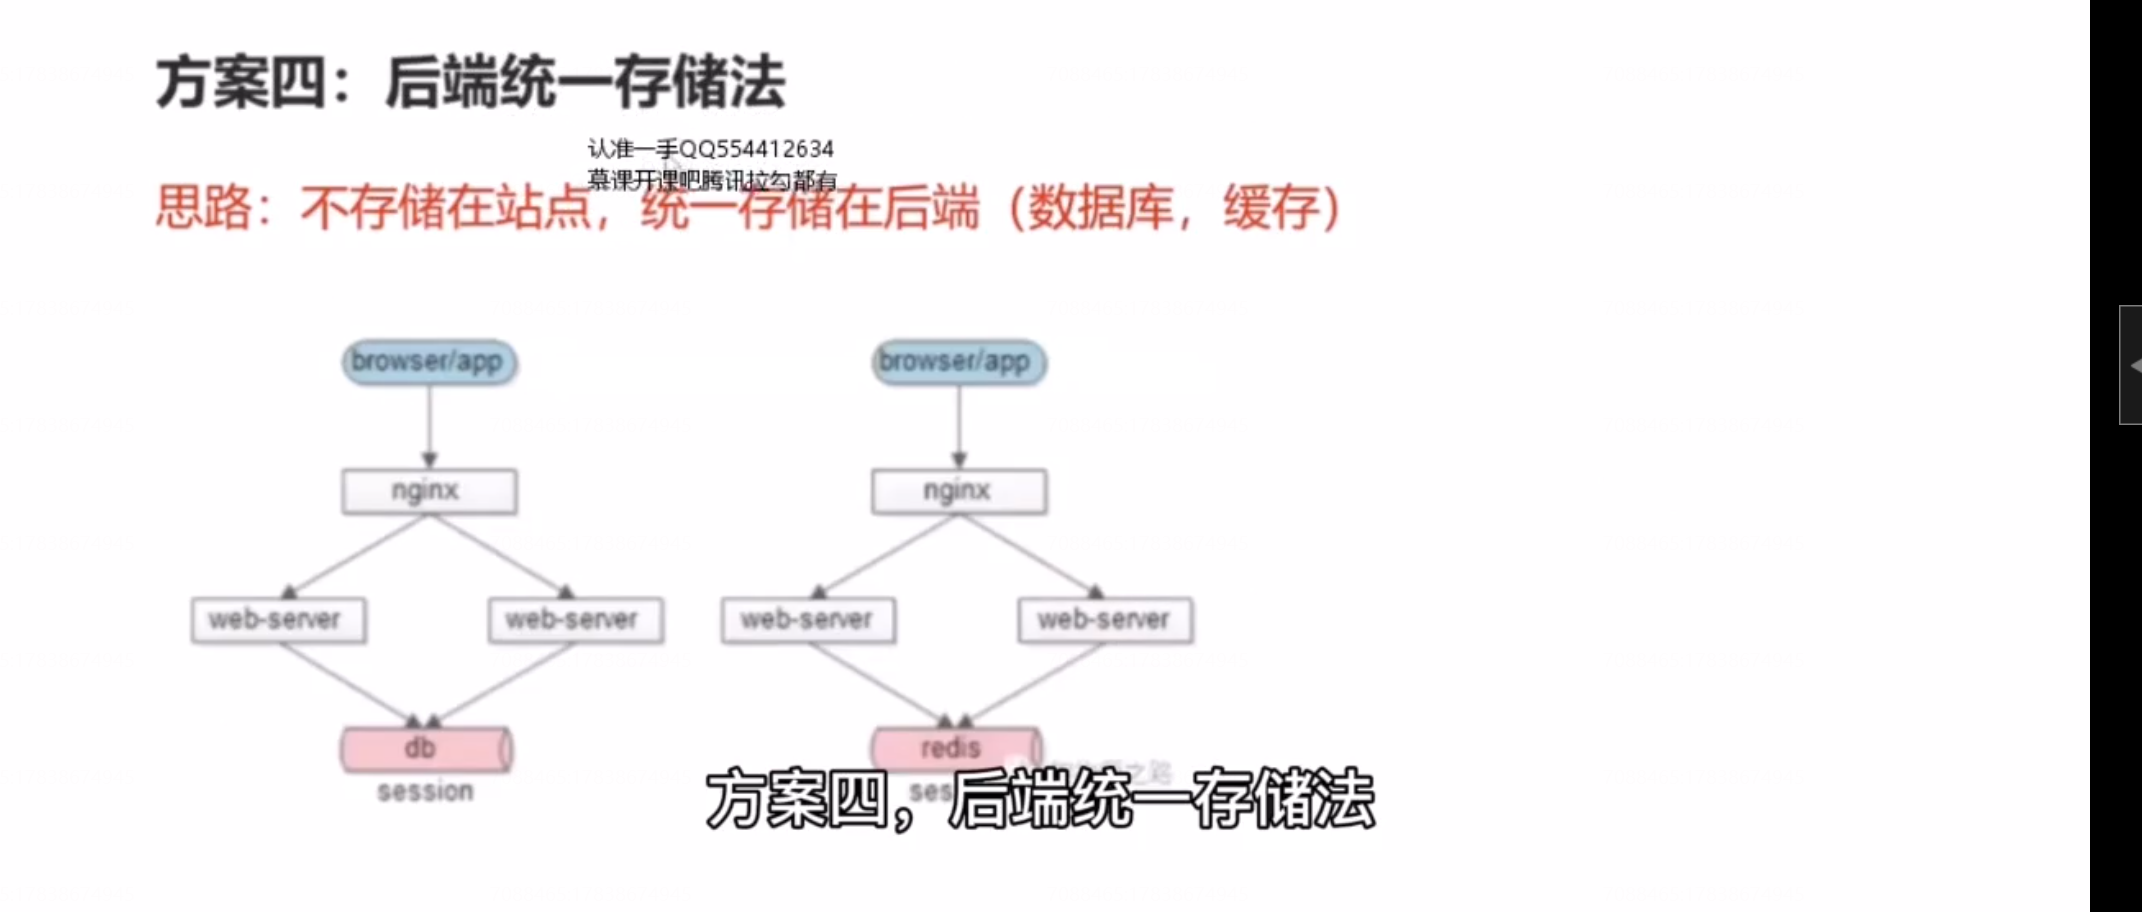 方案四：后端统一存储法
认准一手QQ554412634
慕课开课吧腾讯拉勾都有
思路：不存储在站点，统一存储在后端（数据库，缓存）
browser/app
browser/app
nginx
nginx
web-server
web-server
web-server
web-server
db
redis
session
方案四，后端统一存储法